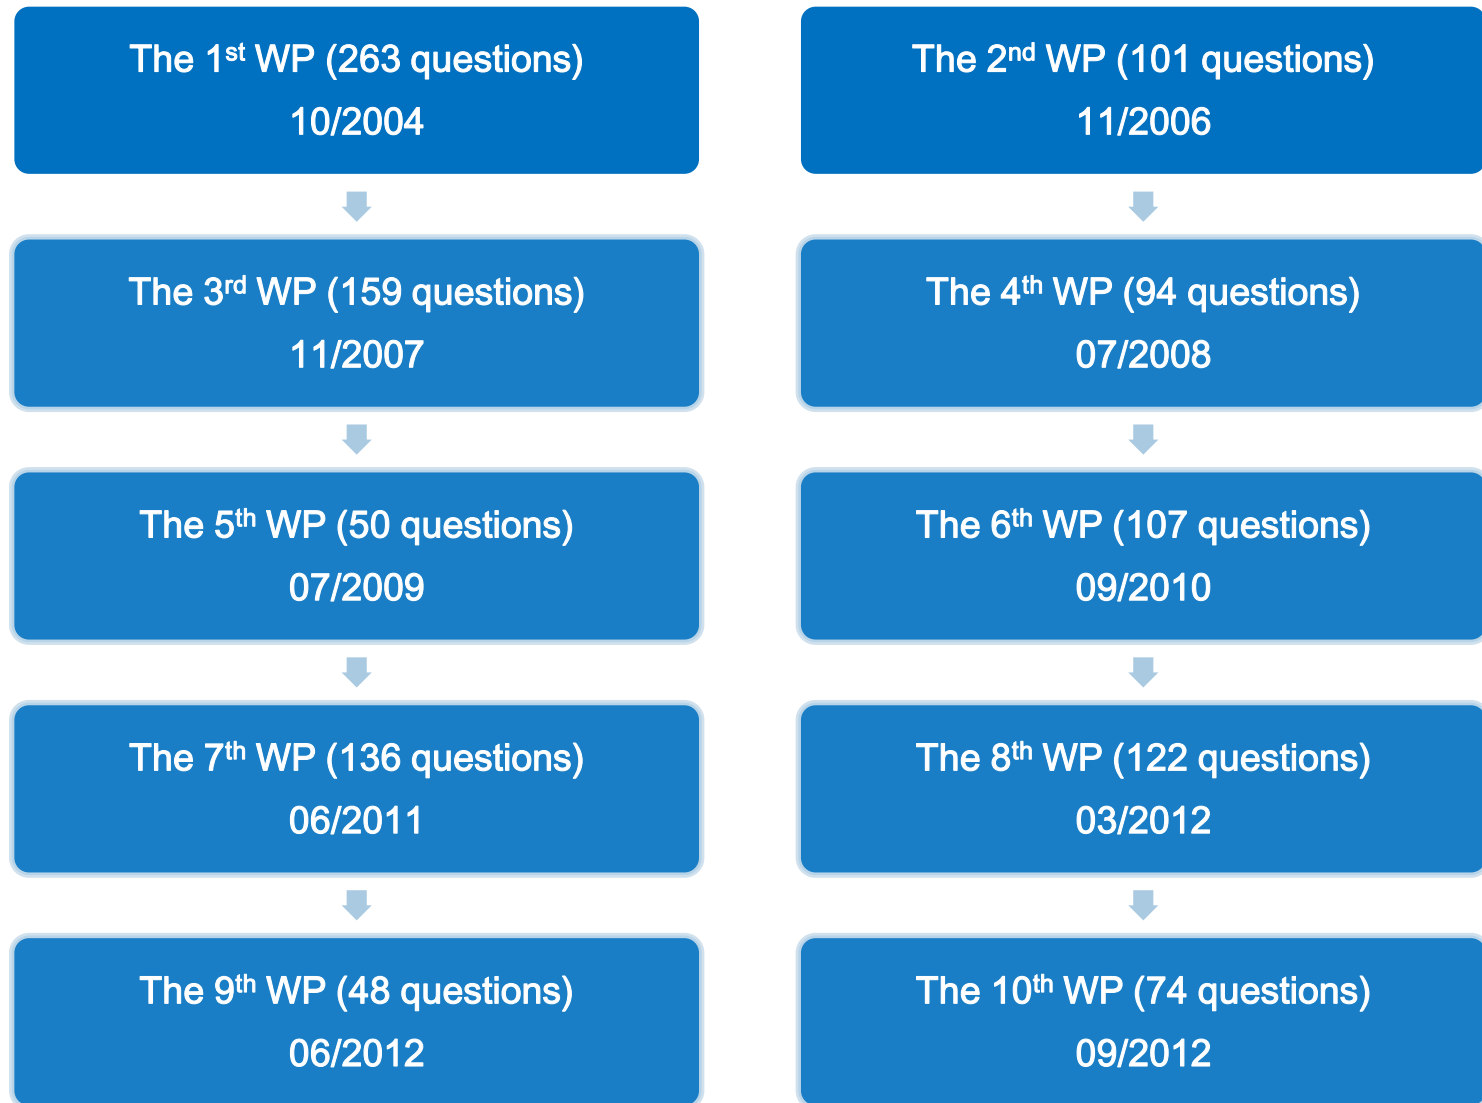 The 1st WP (263 questions)
10/2004
The 2nd WP (101 questions)
11/2006
The 3rd WP (159 questions)
11/2007
The 4th WP (94 questions)
07/2008
The 5th WP (50 questions)
07/2009
The 6th WP (107 questions)
09/2010
The 7th WP (136 questions)
06/2011
The 8th WP (122 questions)
03/2012
The 9th WP (48 questions)
06/2012
The 10th WP (74 questions)
09/2012